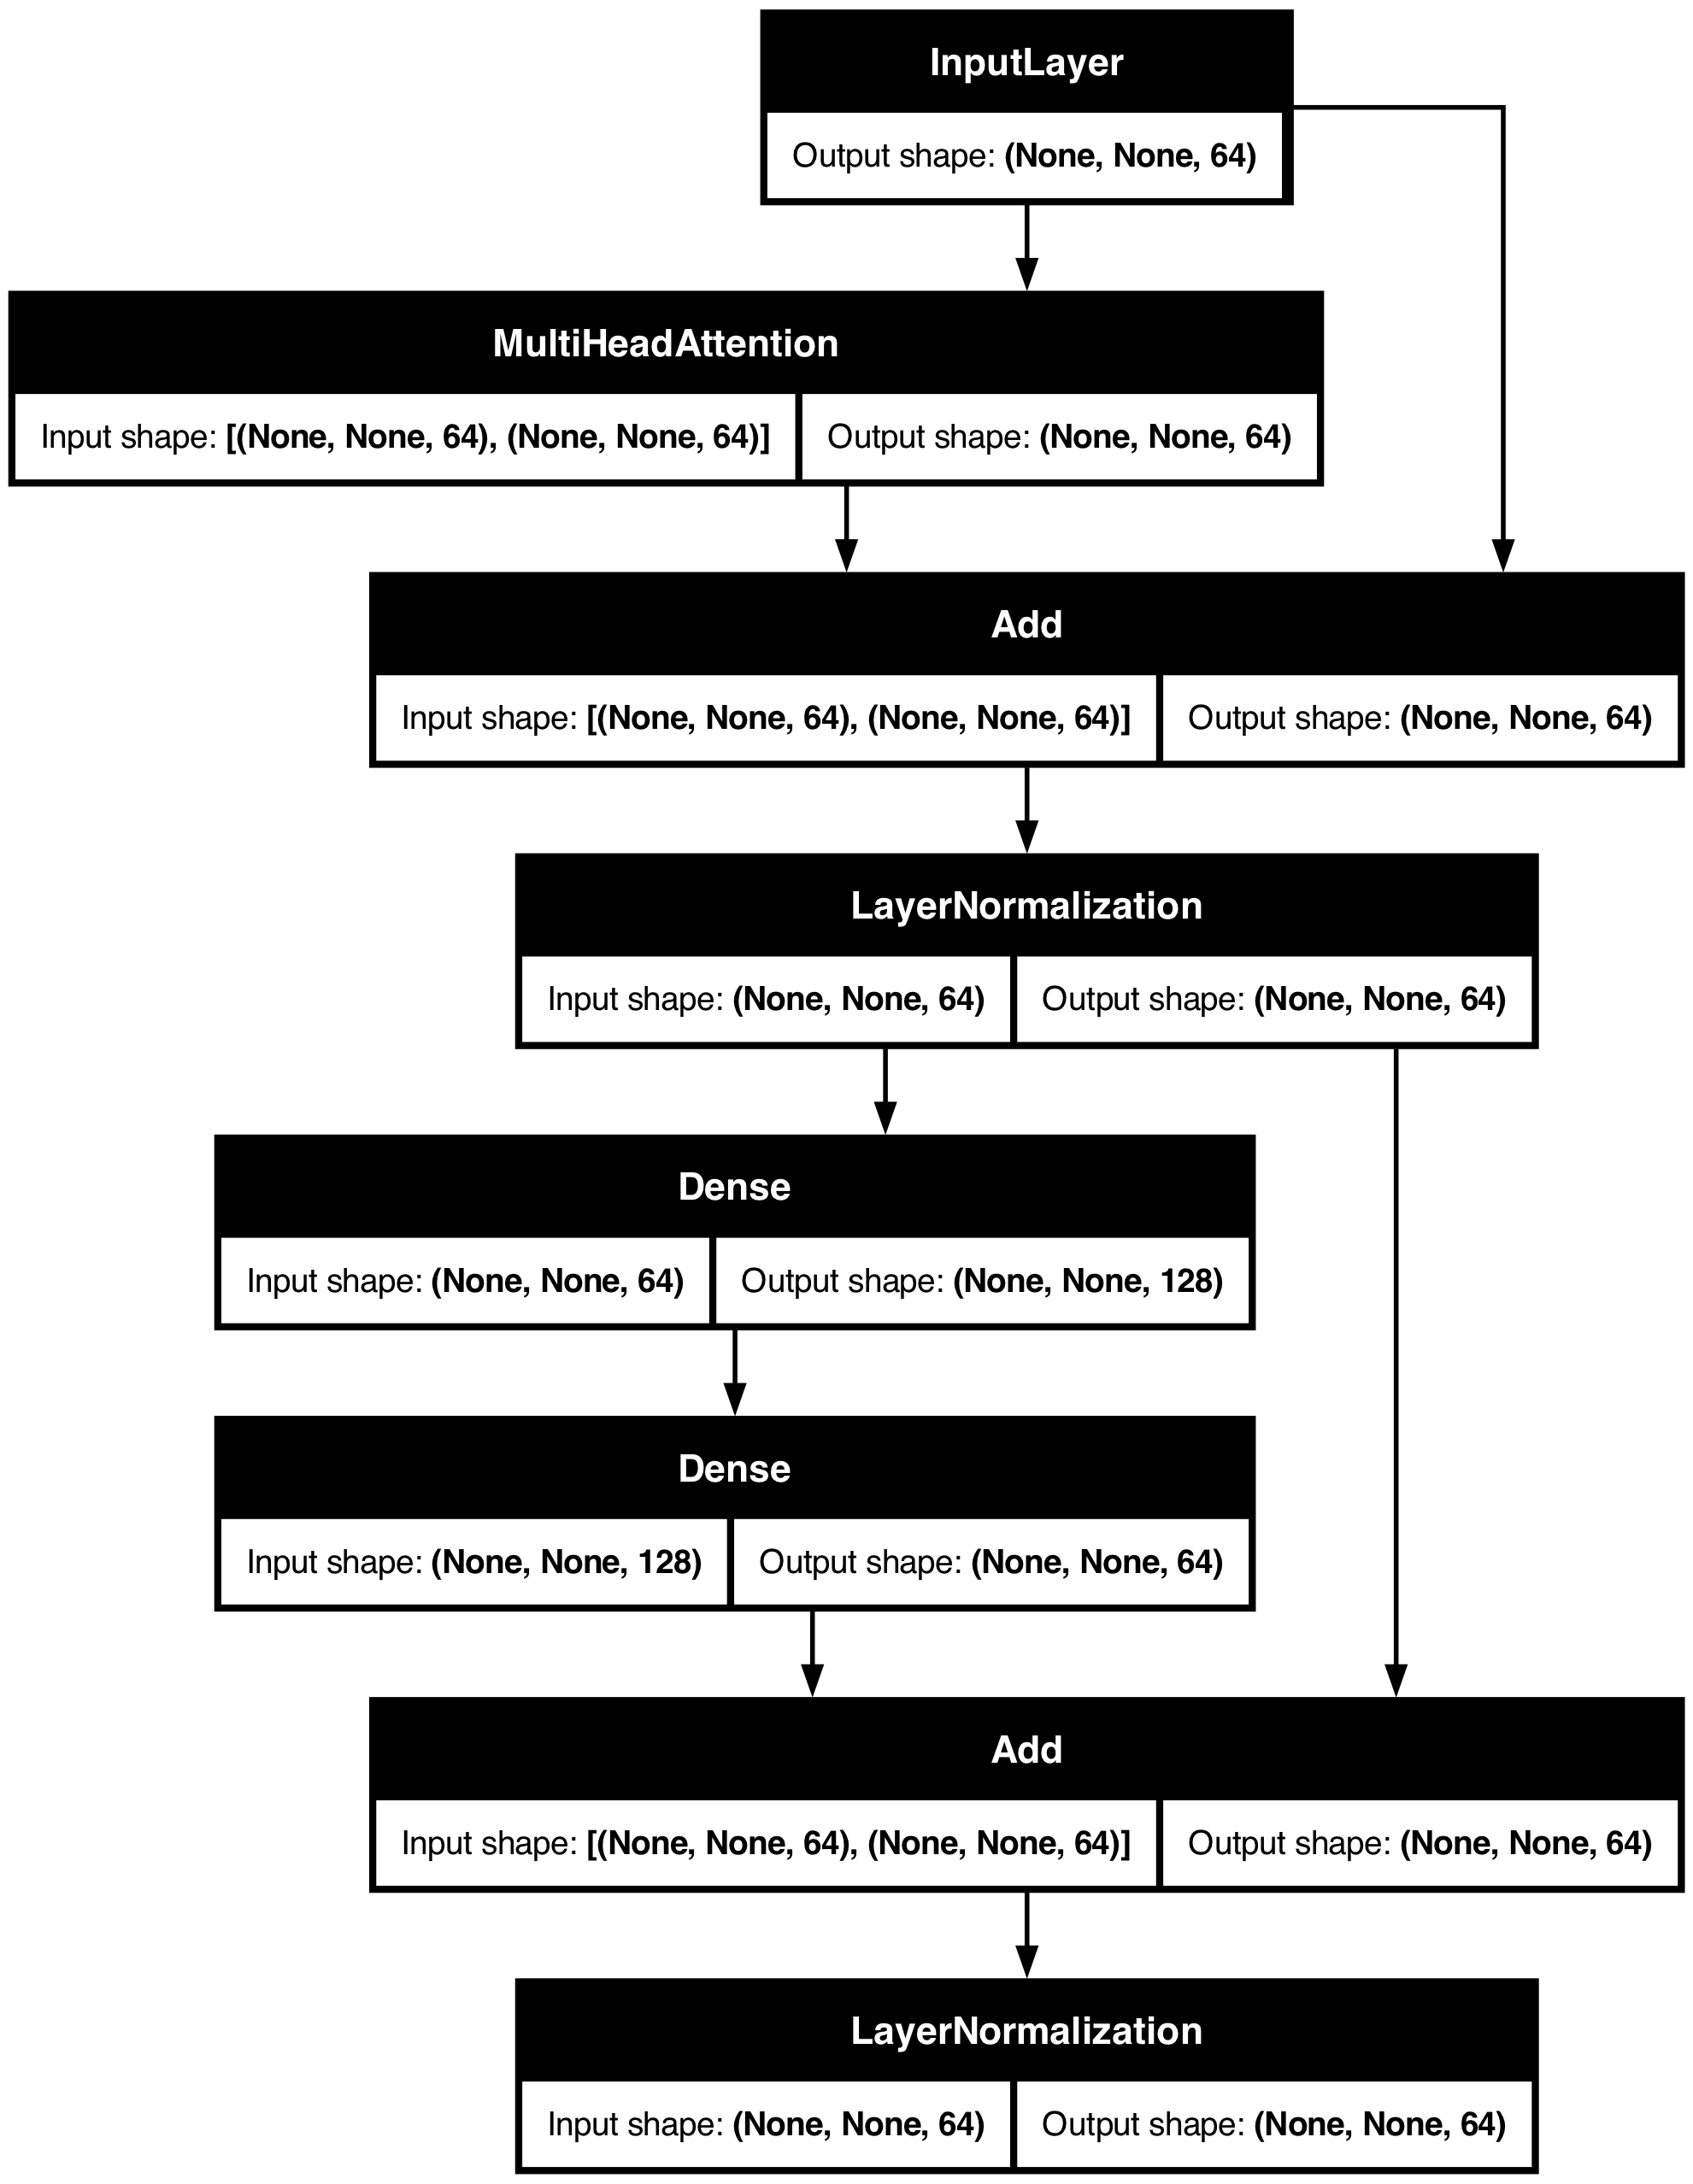 InputLayer
Output shape: (None, None, 64)
MultiHeadAttention
Input shape: [(None, None, 64), (None, None, 64)] Output shape: (None, None, 64)
Add
Input shape: [(None, None, 64), (None, None, 64)] Output shape: (None, None, 64)
LayerNormalization
Input shape: (None, None, 64) Output shape: (None, None, 64)
Dense
Input shape: (None, None, 64) Output shape: (None, None, 128)
Dense
Input shape: (None, None, 128) Output shape: (None, None, 64)
Add
Input shape: [(None, None, 64), (None, None, 64)] Output shape: (None, None, 64)
LayerNormalization
Input shape: (None, None, 64) Output shape: (None, None, 64)